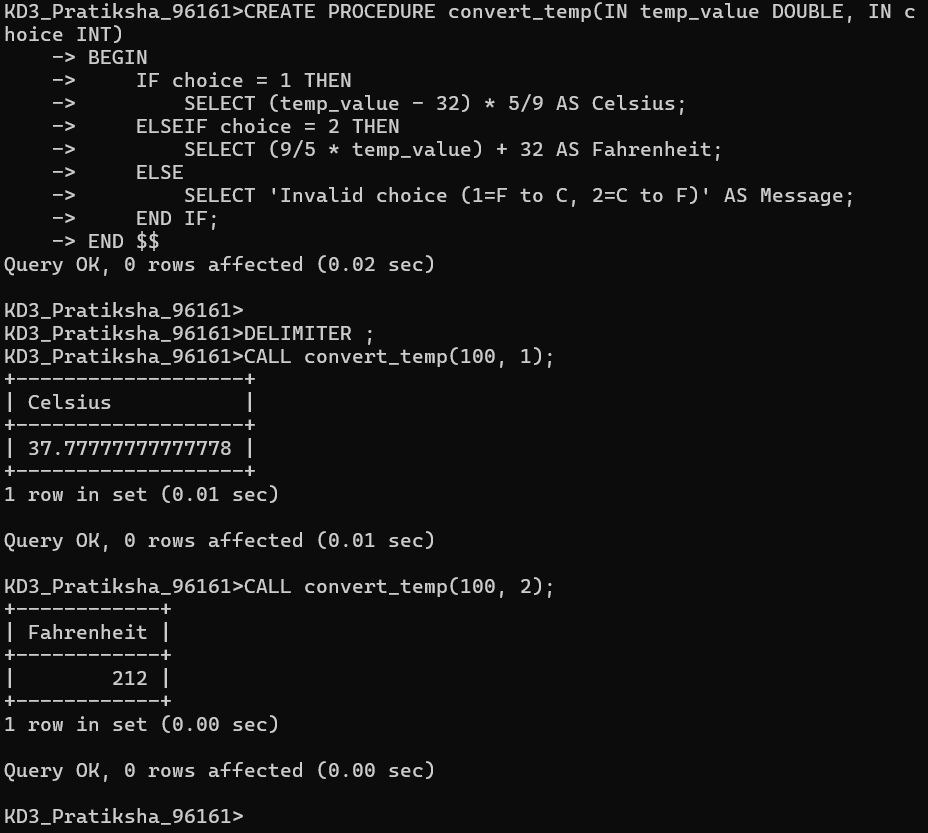 KD3_Pratiksha_96161>CREATE PROCEDURE convert_temp(IN temp_value DOUBLE, IN c
hoice INT)
    -> BEGIN
    ->     IF choice = 1 THEN
    ->         SELECT (temp_value - 32) * 5/9 AS Celsius;
    ->     ELSEIF choice = 2 THEN
    ->         SELECT (9/5 * temp_value) + 32 AS Fahrenheit;
    ->     ELSE
    ->         SELECT 'Invalid choice (1=F to C, 2=C to F)' AS Message;
    ->     END IF;
    -> END $$
Query OK, 0 rows affected (0.02 sec)

KD3_Pratiksha_96161>
KD3_Pratiksha_96161>DELIMITER ;
KD3_Pratiksha_96161>CALL convert_temp(100, 1);
+-------------------+
| Celsius           |
+-------------------+
| 37.77777777777778 |
+-------------------+
1 row in set (0.01 sec)

Query OK, 0 rows affected (0.01 sec)

KD3_Pratiksha_96161>CALL convert_temp(100, 2);
+------------+
| Fahrenheit |
+------------+
|        212 |
+------------+
1 row in set (0.00 sec)

Query OK, 0 rows affected (0.00 sec)

KD3_Pratiksha_96161>